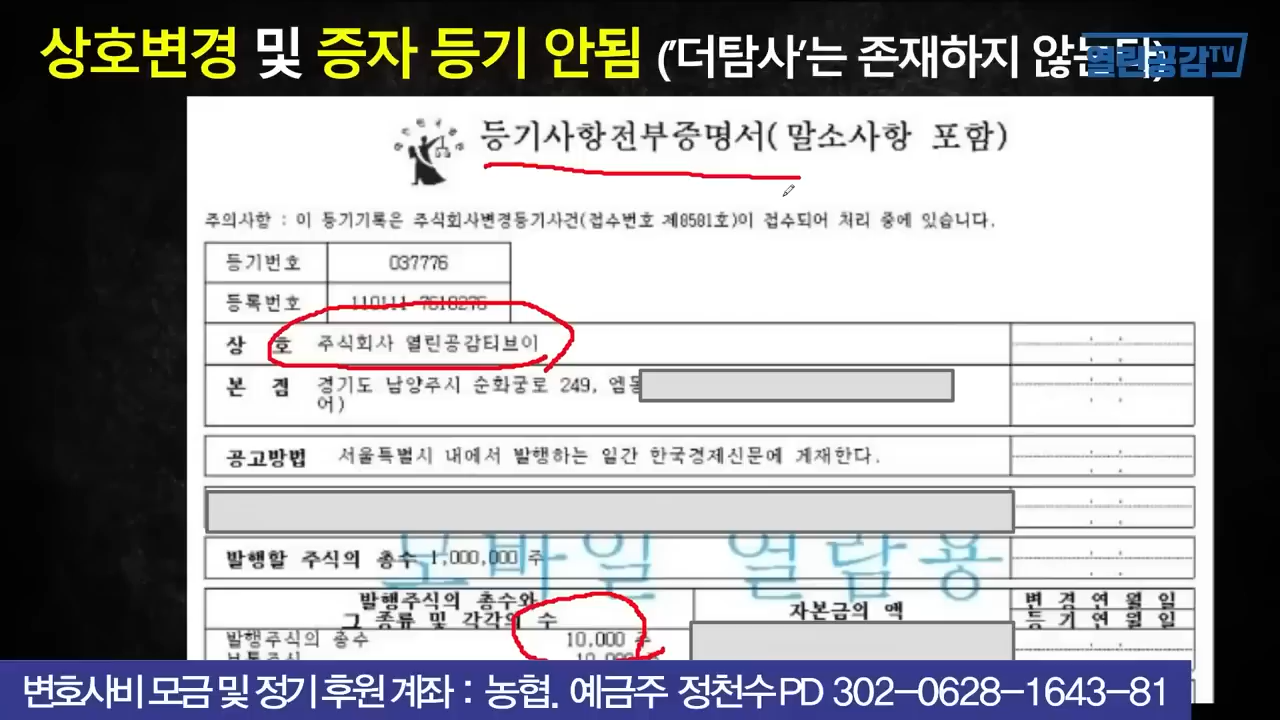 상호변경 및 증자 등기 안됨 ('더탐사'는 존재하지 않는다)
열린공감TV
등기사항전부증명서(말소사항 포함)
주의사항 : 이 등기기록은 주식회사변경등기사건(접수번호 제8581호)이 접수되어 처리 중에 있습니다.
등기번호 037776
등록번호 110111-7618276
상 호 주식회사 열린공감티브이
본 점 경기도 남양주시 순화궁로 249, 엠동
어)
공고방법 서울특별시 내에서 발행하는 일간 한국경제신문에 게재한다.
발행할 주식의 총수 1,000,000 주
모바일 열람용
발행주식의 총수와
그 종류 및 각각의 수
자본금의 액
변 경 연 월 일
등 기 연 월 일
발행주식의 총수 10,000 주
보통주식 10,000 주
변호사비 모금 및 정기 후원 계좌 : 농협. 예금주 정천수PD 302-0628-1643-81